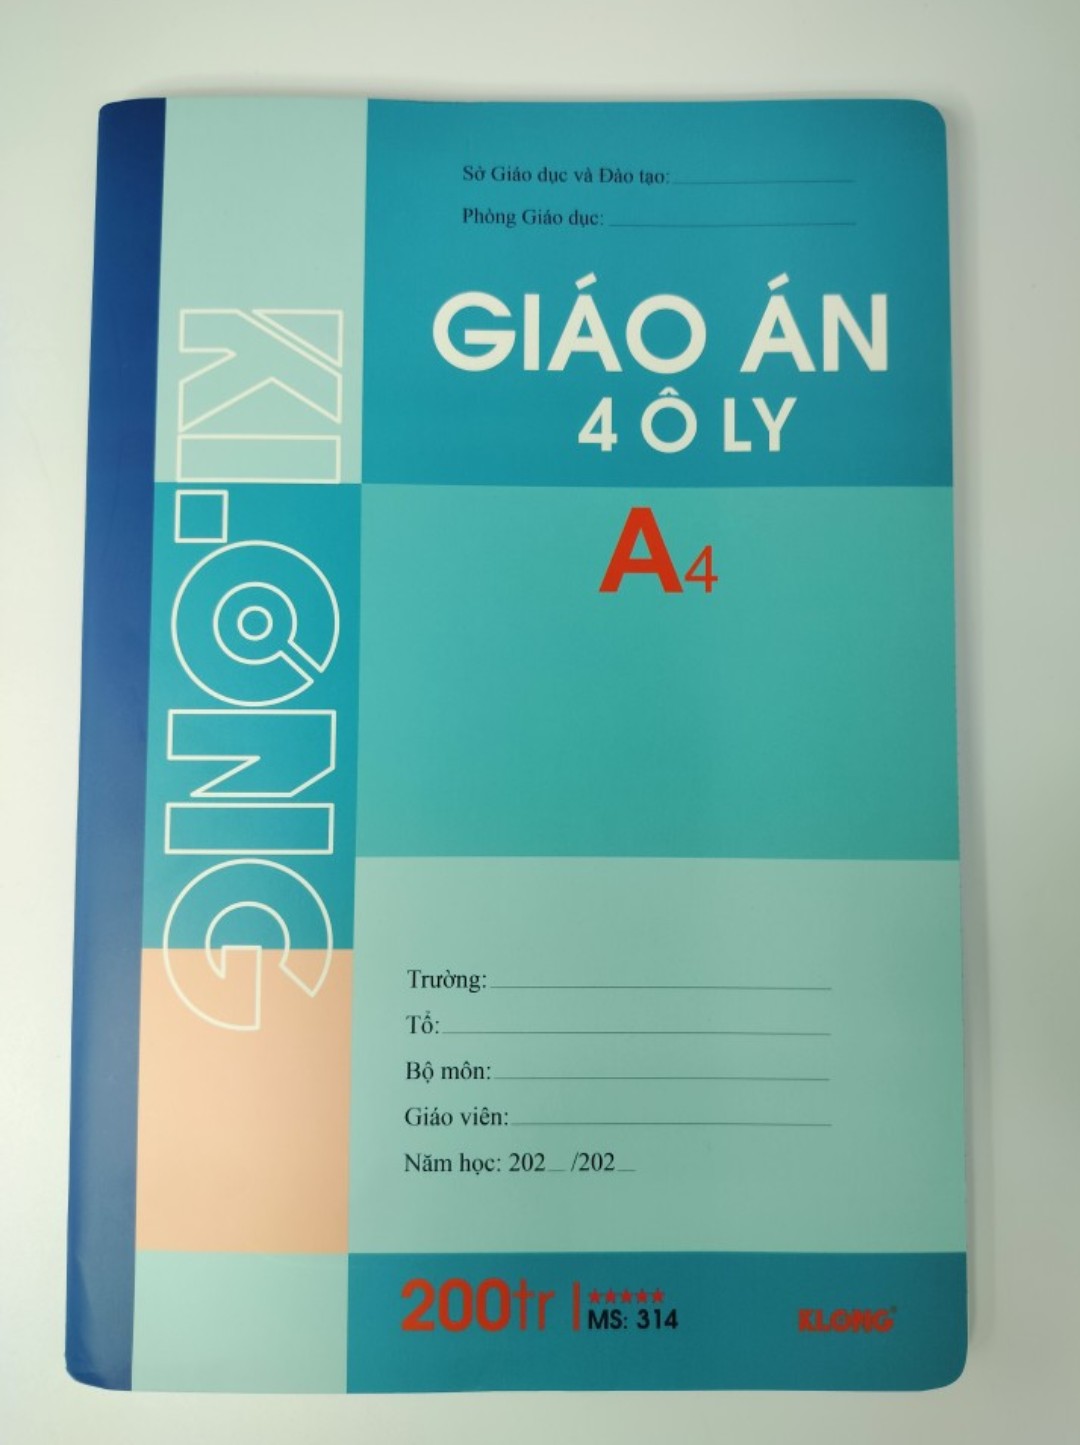 Sở Giáo dục và Đào tạo:
Phòng Giáo dục:
GIÁO ÁN
4 Ô LY
A4
KLONG
Trường:
Tổ:
Bộ môn:
Giáo viên:
Năm học: 202 /202
200tr
MS: 314
KLONG